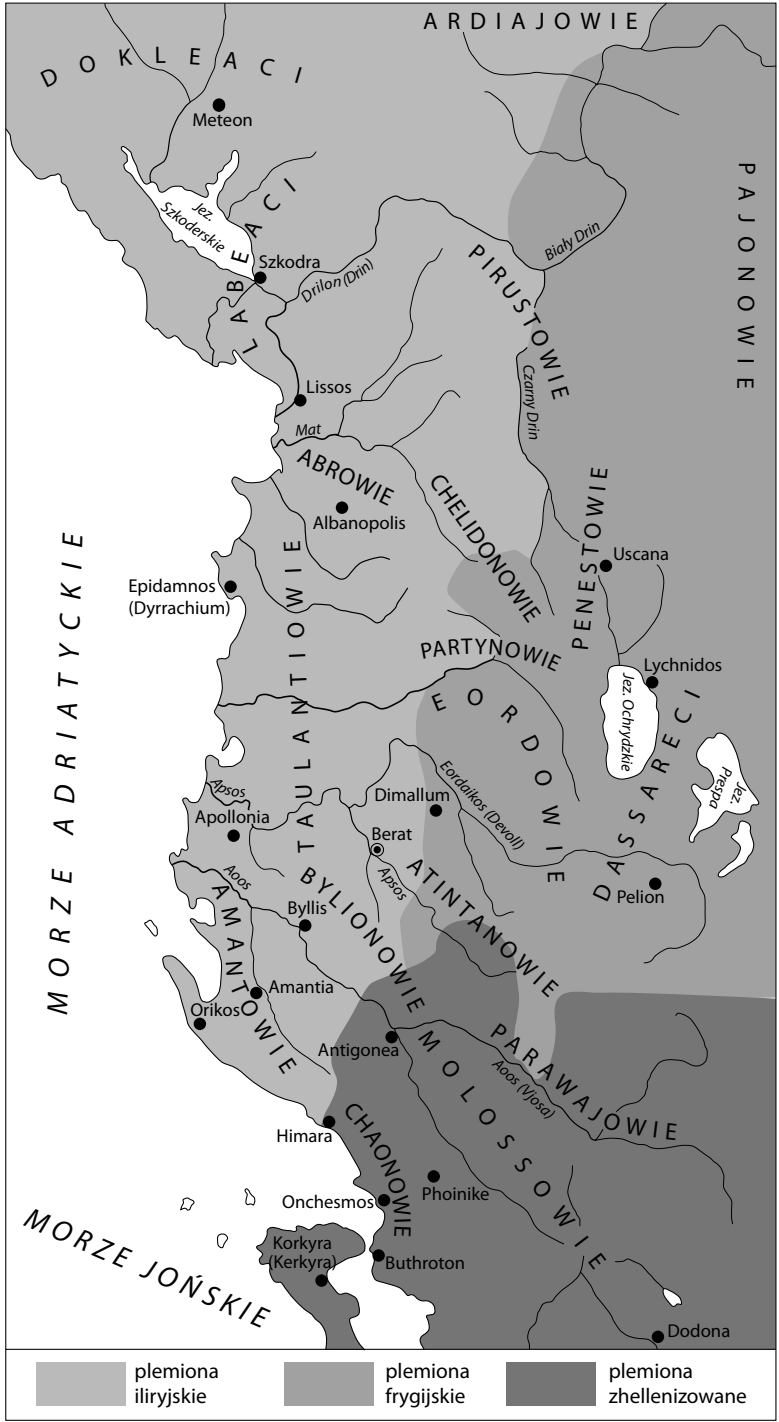 ARDIAJOWIE
DOKLEACI
Meteon
PAJONOWIE
Jez.
Szkoderskie
LABEACI
Szkodra
Drilon (Drin)
Biały Drin
PIRUSTOWIE
Czarny Drin
Lissos
Mat
ABROWIE
Albanopolis
CHELIDONOWIE
PENESTOWIE
Uscana
Epidamnos
(Dyrrachium)
TAULANTIOWIE
PARTYNOWIE
Lychnidos
Jez. Ochrydzkie
EORDOWIE
DASSARECI
Jez.
Prespa
MORZE ADRIATYCKIE
Apsos
Apollonia
Dimallum
Eordaikos (Devoll)
Berat
Apsos
Aoos
AMANTOWIE
BYLIONOWIE
Byllis
ATINTANOWIE
Pelion
Amantia
Orikos
Antigonea
MOLOSSOWIE
PARAWAJOWIE
Aoos (Vjosa)
Himara
CHAONOWIE
Phoinike
Onchesmos
MORZE JOŃSKIE
Korkyra
(Kerkyra)
Buthroton
Dodona
plemiona
iliryjskie
plemiona
frygijskie
plemiona
zhellenizowane